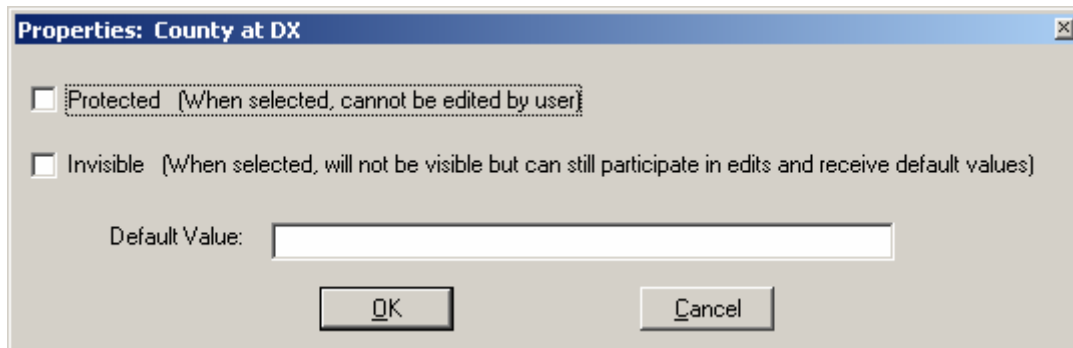 Properties: County at DX
Protected (When selected, cannot be edited by user)
Invisible (When selected, will not be visible but can still participate in edits and receive default values)
Default Value:
OK
Cancel